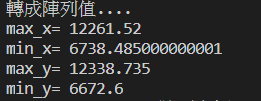 轉成陣列值....
max_x= 12261.52
min_x= 6738.485000000001
max_y= 12338.735
min_y= 6672.6